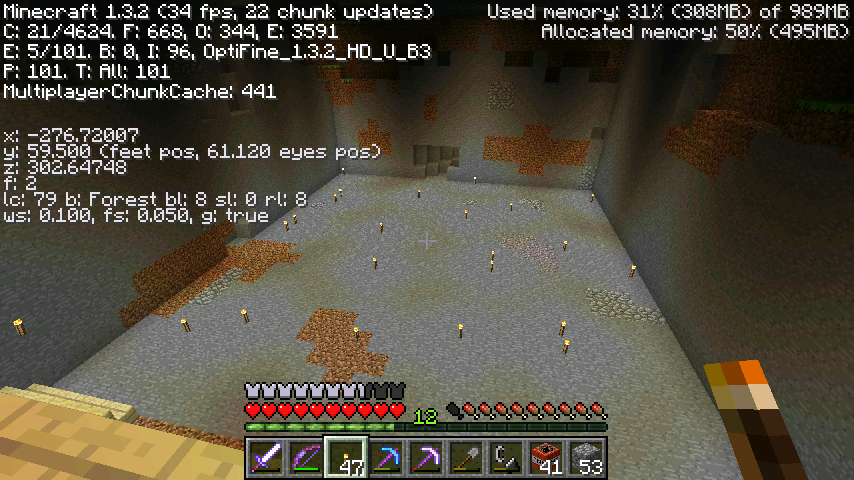 Minecraft 1.3.2 (34 fps, 22 chunk updates)
Used memory: 31% (308MB) of 989MB
C: 21/4624, F: 668, O: 344, E: 3591
Allocated memory: 50% (495MB)
E: 5/101. B: 0, I: 96, OptiFine_1.3.2_HD_U_B3
P: 101. T: All: 101
MultiplayerChunkCache: 441
x: -276.72007
y: 59.500 (feet pos, 61.120 eyes pos)
z: 302.64748
f: 2
lc: 79 b: Forest bl: 8 sl: 0 rl: 8
ws: 0.100, fs: 0.050, g: true
12
47 41 53